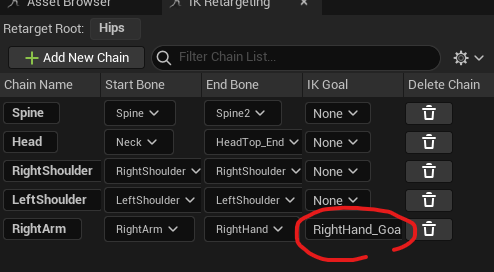 Asset Browser IK Retargeting
Retarget Root: Hips
Add New Chain Filter Chain List...
Chain Name Start Bone End Bone IK Goal Delete Chain
Spine Spine Spine2 None
Head Neck HeadTop_End None
RightShoulder RightShoulder RightShoulder None
LeftShoulder LeftShoulder LeftShoulder None
RightArm RightArm RightHand RightHand_Goa